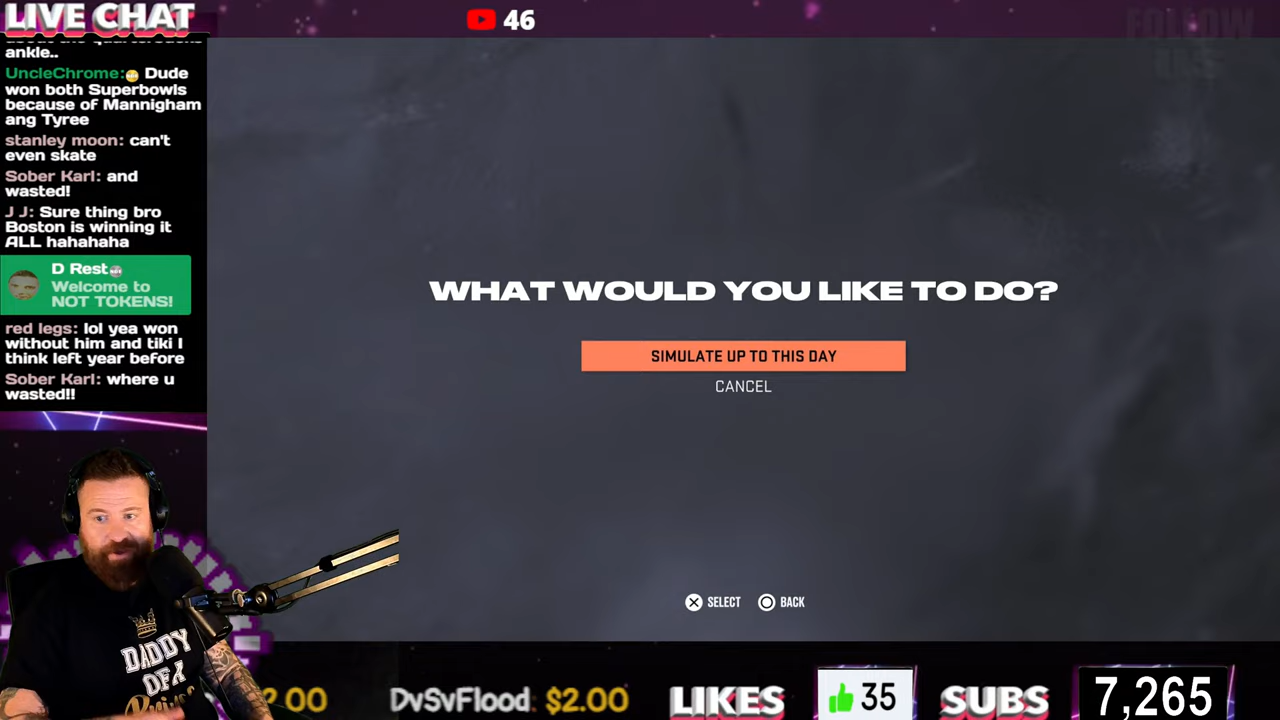 LIVE CHAT
46
FOLLOW
ankle..
UncleChrome: Dude
won both Superbowls
because of Mannigham
ang Tyree
stanley moon: can't
even skate
Sober Karl: and
wasted!
J J: Sure thing bro
Boston is winning it
ALL hahahaha
D Rest
Welcome to
NOT TOKENS!
red legs: lol yea won
without him and tiki I
think left year before
Sober Karl: where u
wasted!!
WHAT WOULD YOU LIKE TO DO?
SIMULATE UP TO THIS DAY
CANCEL
SELECT BACK
DADDY
OF A
2.00 DvSvFlood: $2.00 LIKES 35 SUBS 7,265